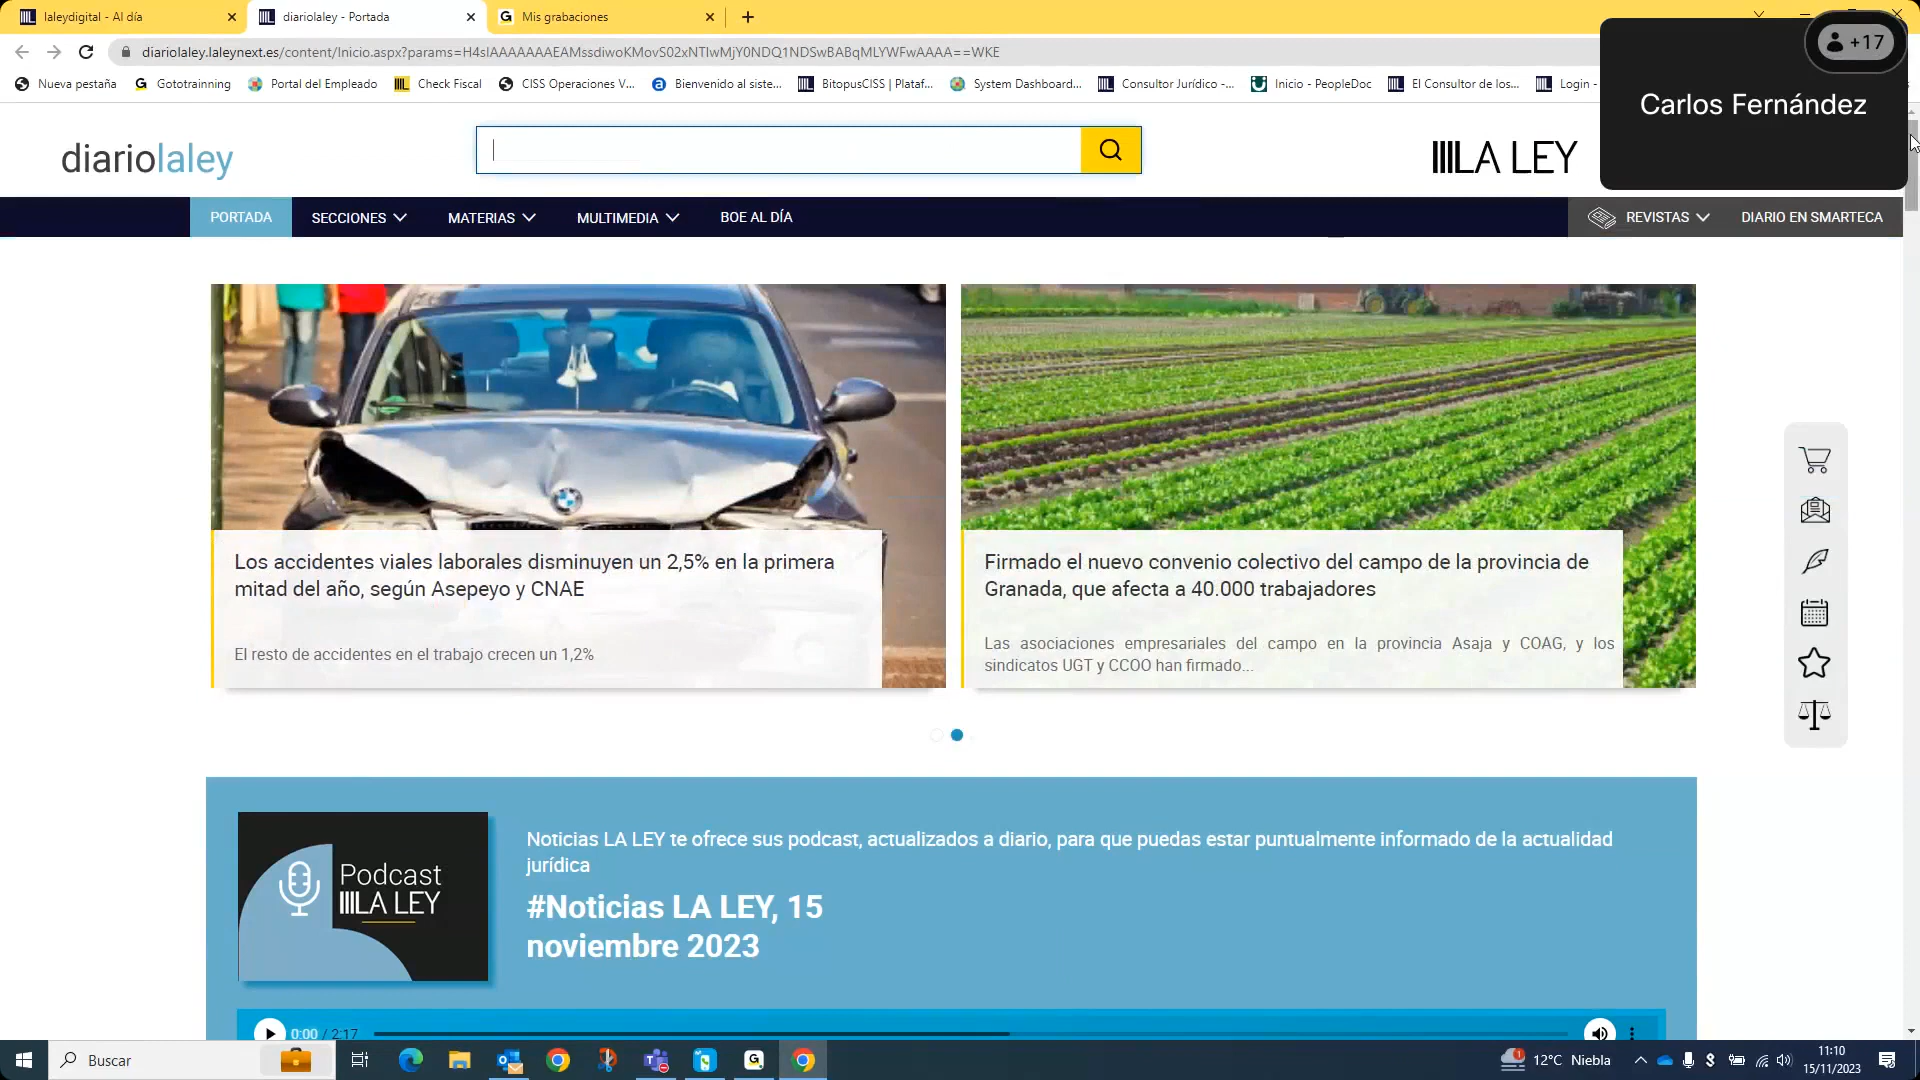 laleydigital - Al día
diariolaley - Portada
Mis grabaciones
diariolaley.laleynext.es/content/Inicio.aspx?params=H4sIAAAAAAAEAMssdiwoKMovS02xNTIwMjY0NDQ1NDSwBABqMLYWFwAAAA==WKE
Nueva pestaña
Gototrainning
Portal del Empleado
Check Fiscal
CISS Operaciones V...
Bienvenido al siste...
BitopusCISS | Plataf...
System Dashboard...
Consultor Jurídico -...
Inicio - PeopleDoc
El Consultor de los...
Login -
+17
Carlos Fernández
diariolaley
LA LEY
PORTADA
SECCIONES
MATERIAS
MULTIMEDIA
BOE AL DÍA
REVISTAS
DIARIO EN SMARTECA
Los accidentes viales laborales disminuyen un 2,5% en la primera
mitad del año, según Asepeyo y CNAE
El resto de accidentes en el trabajo crecen un 1,2%
Firmado el nuevo convenio colectivo del campo de la provincia de
Granada, que afecta a 40.000 trabajadores
Las asociaciones empresariales del campo en la provincia Asaja y COAG, y los
sindicatos UGT y CCOO han firmado...
Podcast
LA LEY
Noticias LA LEY te ofrece sus podcast, actualizados a diario, para que puedas estar puntualmente informado de la actualidad
jurídica
#Noticias LA LEY, 15
noviembre 2023
0:00 / 2:17
Buscar
12°C Niebla
11:10
15/11/2023